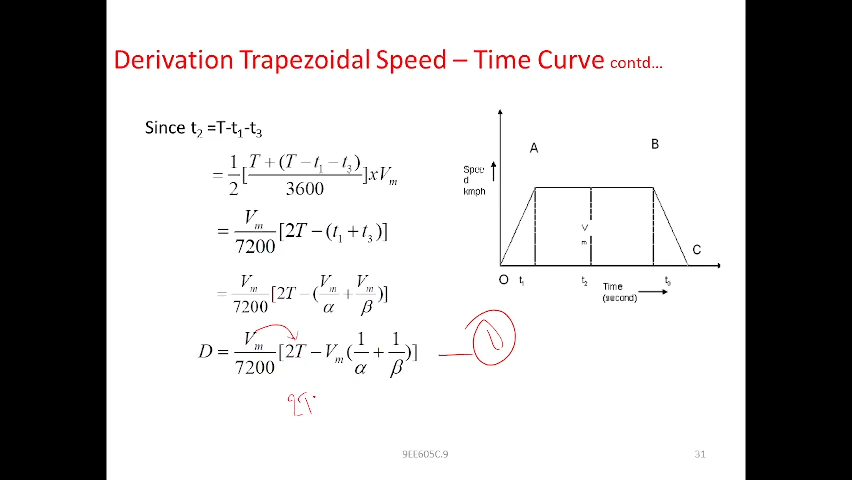 Derivation Trapezoidal Speed – Time Curve contd…
Since t₂ =T-t₁-t₃
= 1/2 [ (T + (T − t₁ − t₃)) / 3600 ] x Vₘ
= Vₘ/7200 [2T − (t₁ + t₃)]
= Vₘ/7200 [2T − (Vₘ/α + Vₘ/β)]
D = Vₘ/7200 [2T − Vₘ(1/α + 1/β)]
A
B
Spee
d
kmph
V
m
C
O t₁ t₂ t₃
Time
(second)
9EE605C.9
31